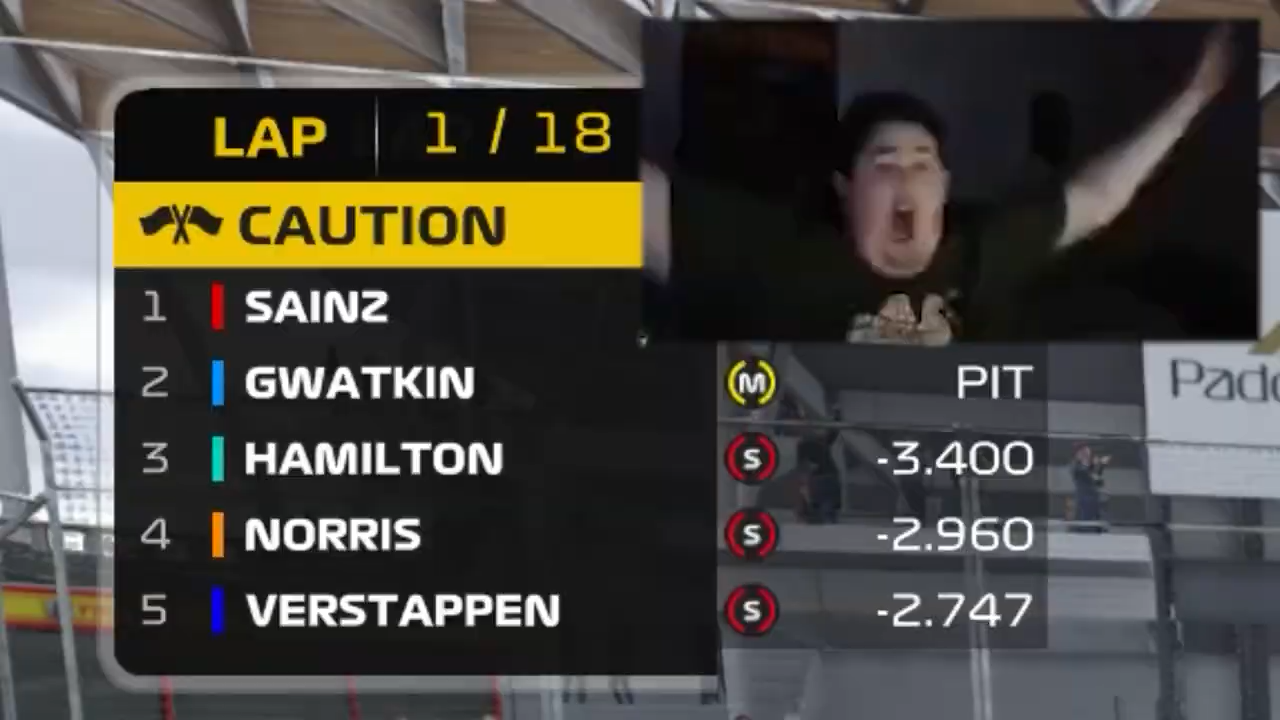 LAP 1 / 18
CAUTION
1 SAINZ
2 GWATKIN M PIT
3 HAMILTON S -3.400
4 NORRIS S -2.960
5 VERSTAPPEN S -2.747